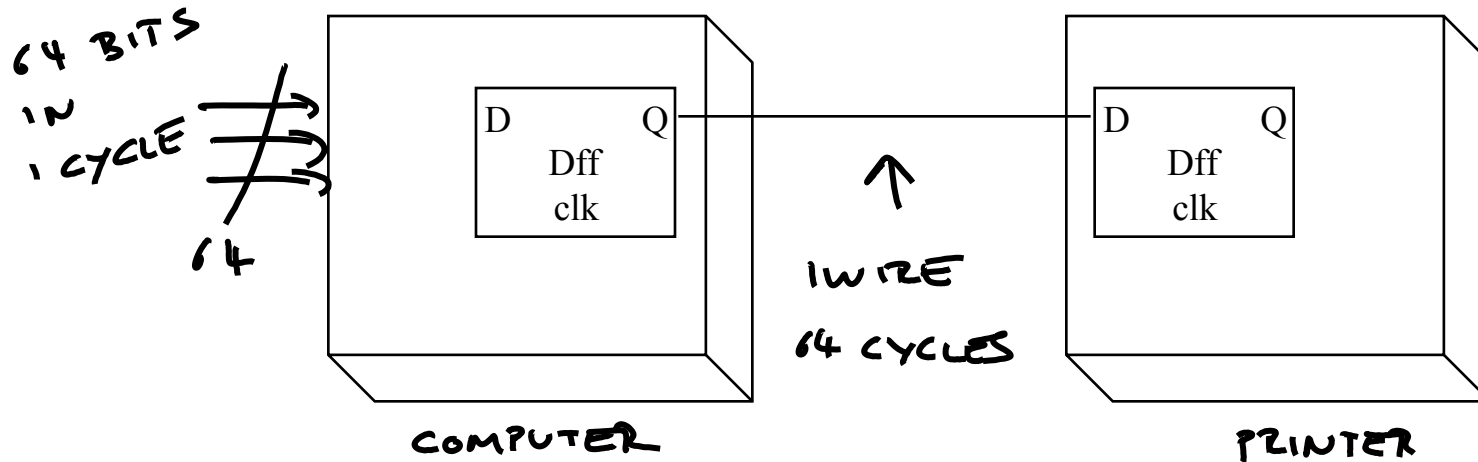 64 BITS
IN
1 CYCLE
64
D Q
Dff
clk
1 WIRE
64 CYCLES
D Q
Dff
clk
COMPUTER
PRINTER